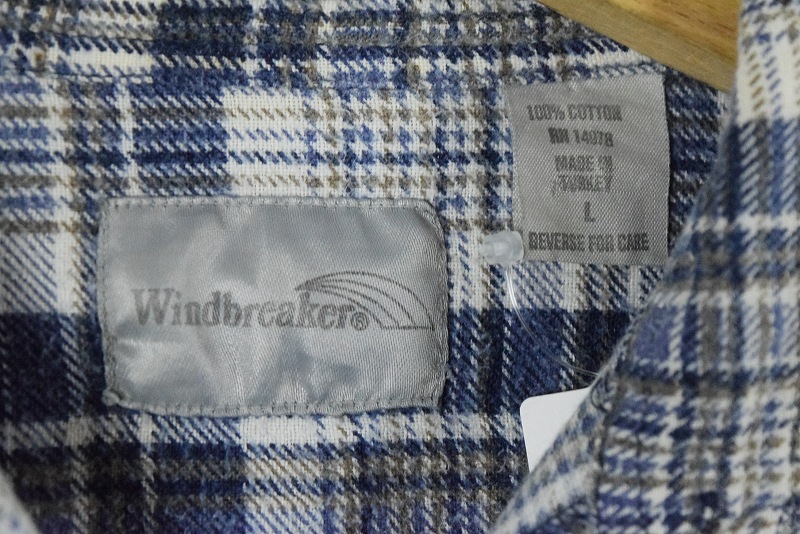 Windbreaker®
100% COTTON
RN 14078
MADE IN
TURKEY
L
REVERSE FOR CARE